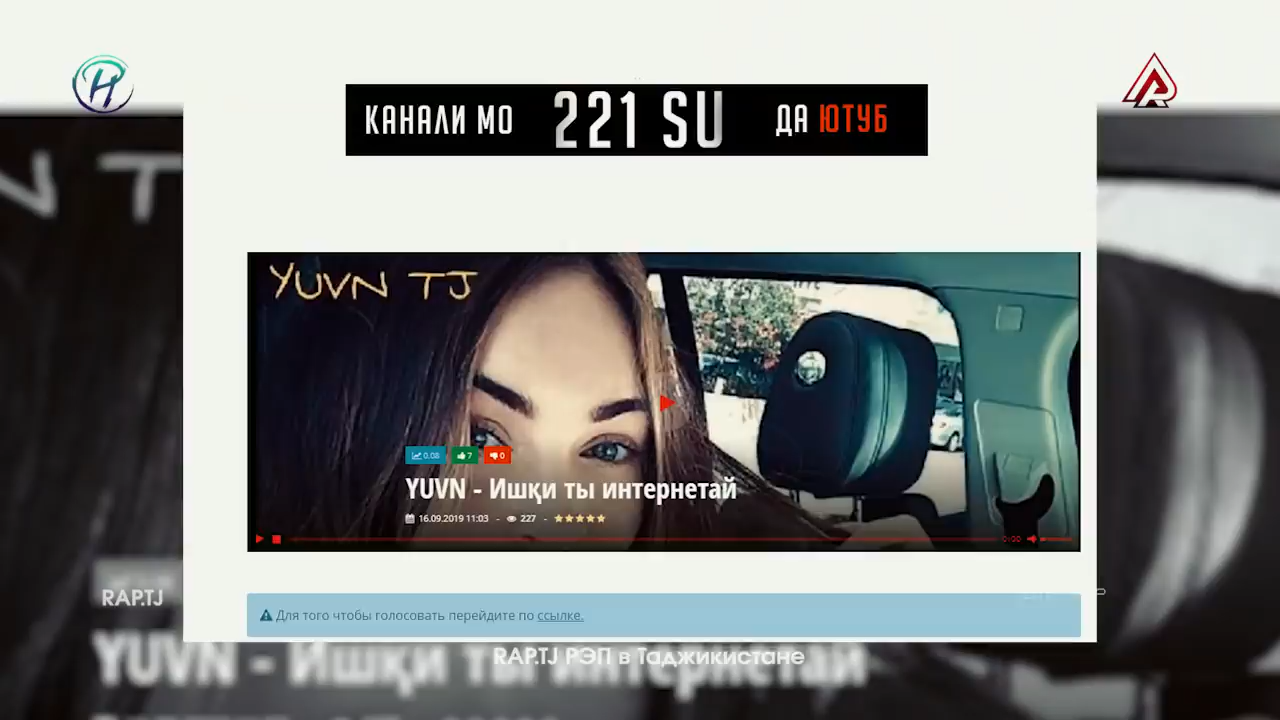 КАНАЛИ МО 221 SU ДА ЮТУБ
YUVN TJ
0.08 7 0
YUVN - Ишқи ты интернетай
16.09.2019 11:03 - 227 -
0:00
RAP.TJ
Для того чтобы голосовать перейдите по ссылке.
YUVN - Ишқи ты интернетай
RAP.TJ РЭП в Таджикистане